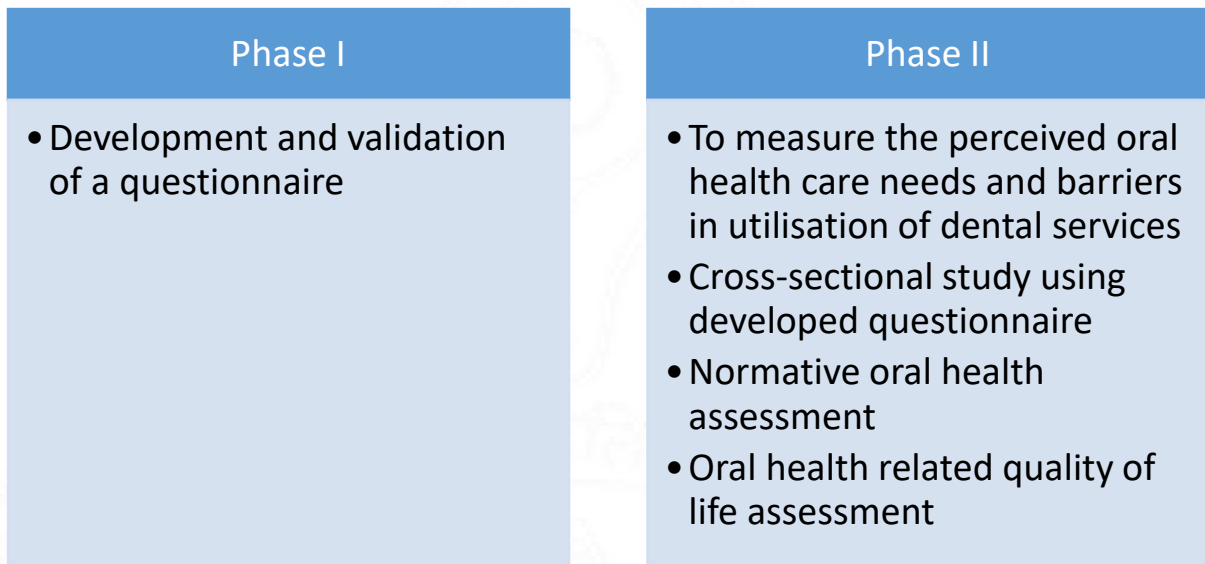 Phase I
• Development and validation
of a questionnaire
Phase II
• To measure the perceived oral
health care needs and barriers
in utilisation of dental services
• Cross-sectional study using
developed questionnaire
• Normative oral health
assessment
• Oral health related quality of
life assessment